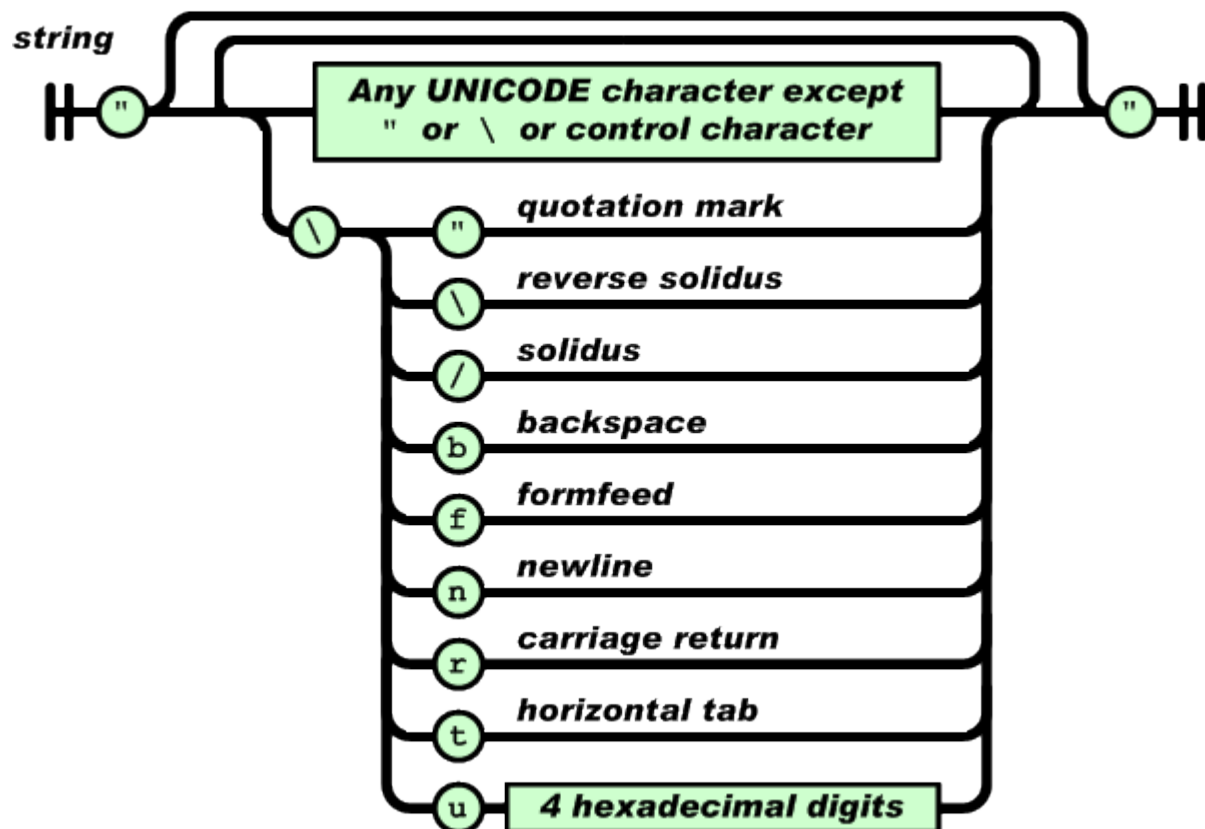 string
"
Any UNICODE character except
" or \ or control character
"
\
" quotation mark
\ reverse solidus
/ solidus
b backspace
f formfeed
n newline
r carriage return
t horizontal tab
u 4 hexadecimal digits